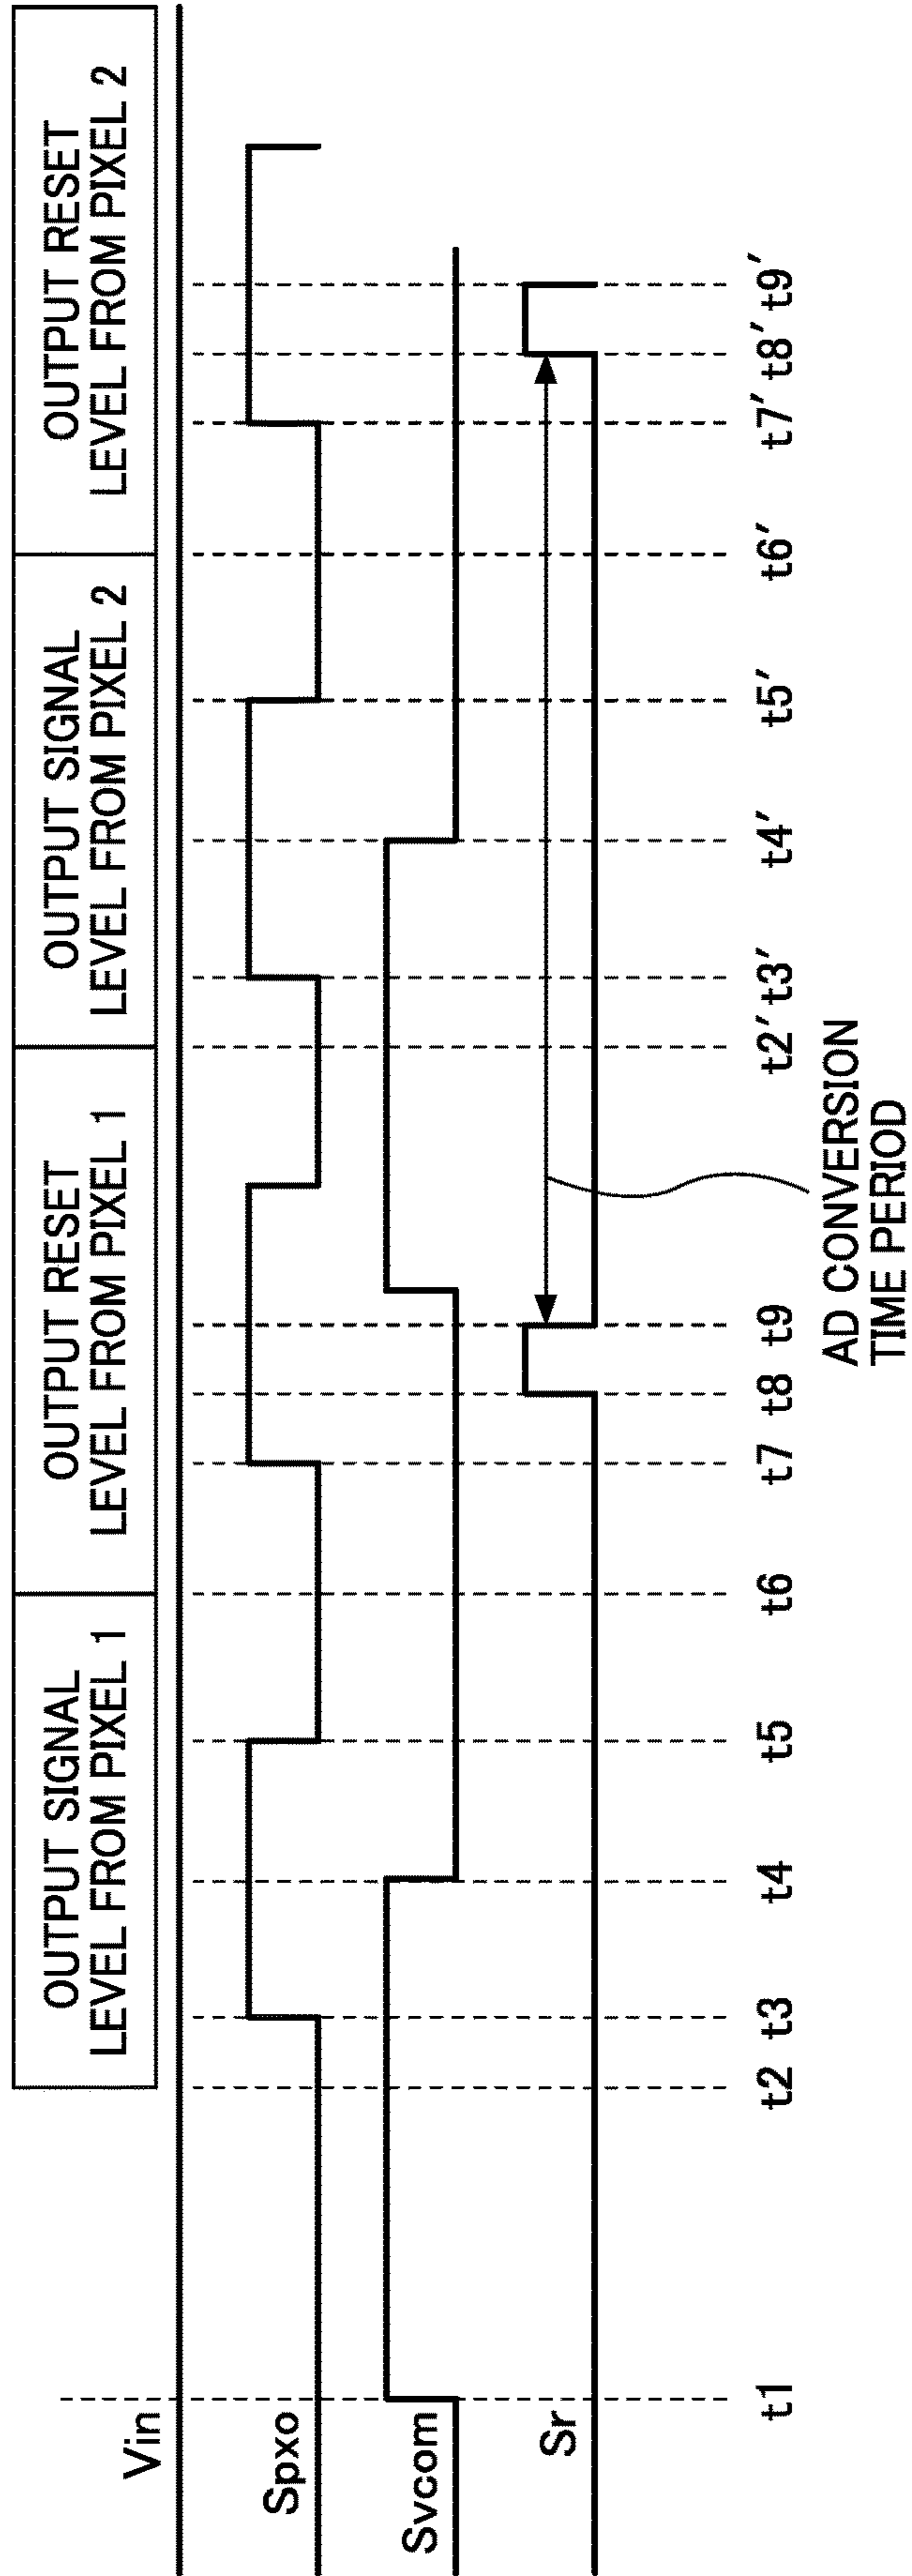 OUTPUT SIGNAL
LEVEL FROM PIXEL 1
OUTPUT RESET
LEVEL FROM PIXEL 1
OUTPUT SIGNAL
LEVEL FROM PIXEL 2
OUTPUT RESET
LEVEL FROM PIXEL 2
Vin
Spxo
Svcom
Sr
t1 t2 t3 t4 t5 t6 t7 t8 t9 t2′ t3′ t4′ t5′ t6′ t7′ t8′ t9′
AD CONVERSION
TIME PERIOD